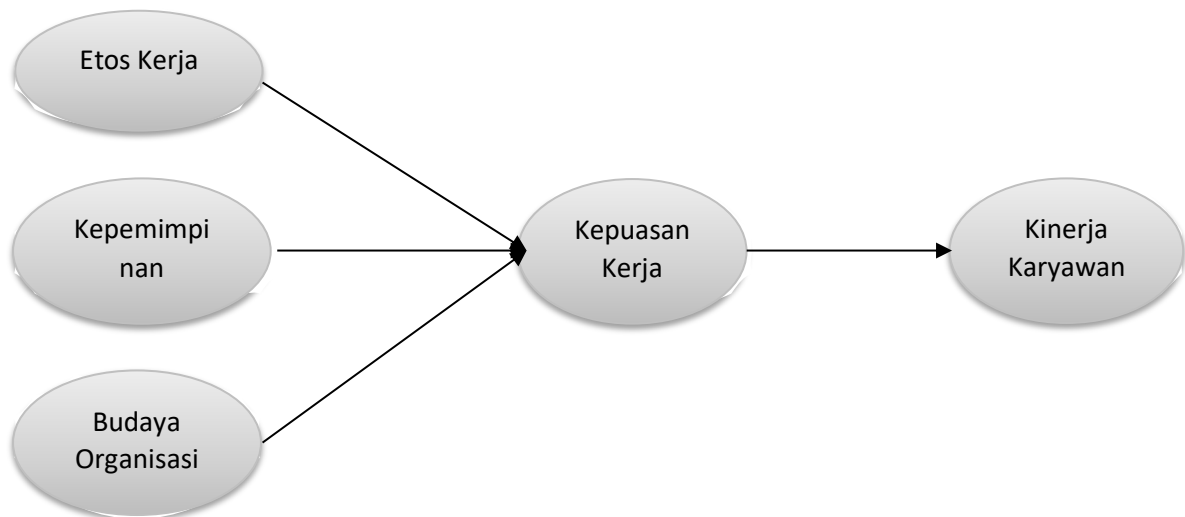 Etos Kerja
Kepemimpi
nan
Budaya
Organisasi
Kepuasan
Kerja
Kinerja
Karyawan